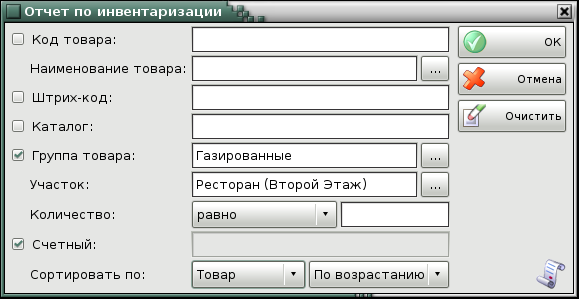 Отчет по инвентаризации
Код товара:
OK
Наименование товара: ...
Отмена
Штрих-код:
Очистить
Каталог:
Группа товара: Газированные ...
Участок: Ресторан (Второй Этаж) ...
Количество: равно
Счетный:
Сортировать по: Товар По возрастанию